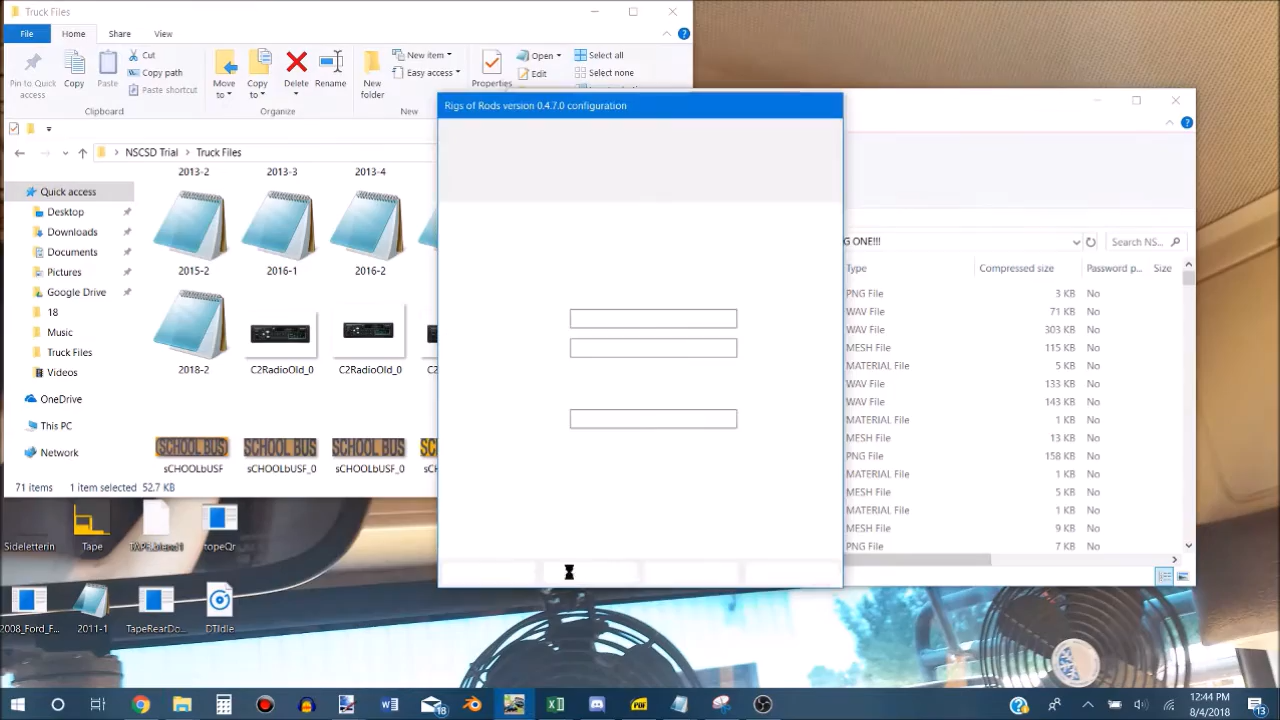 Truck Files
File
Home
Share
View
Pin to Quick access
Copy
Paste
Cut
Copy path
Paste shortcut
Clipboard
Move to
Copy to
Delete
Rename
Organize
New folder
New item
Easy access
New
Properties
Open
Edit
Select all
Select none
NSCSD Trial
Truck Files
Quick access
Desktop
Downloads
Documents
Pictures
Google Drive
18
Music
Truck Files
Videos
OneDrive
This PC
Network
2013-2
2013-3
2013-4
2015-2
2016-1
2016-2
2018-2
C2RadioOld_0
C2RadioOld_0
SCHOOL BUS
SCHOOL BUS
SCHOOL BUS
sCHOOLbUSF
sCHOOLbUSF_0
sCHOOLbUSF_0
71 items
1 item selected 52.7 KB
Rigs of Rods version 0.4.7.0 configuration
G ONE!!!
Search NS...
Type
Compressed size
Password p...
Size
PNG File 3 KB No
WAV File 71 KB No
WAV File 303 KB No
MESH File 115 KB No
MATERIAL File 5 KB No
WAV File 133 KB No
WAV File 143 KB No
MATERIAL File 1 KB No
MESH File 13 KB No
PNG File 158 KB No
MATERIAL File 1 KB No
MESH File 5 KB No
MATERIAL File 1 KB No
MESH File 9 KB No
PNG File 7 KB No
Sideletterin
Tape
TAPE.blend1
topeQr
2008_Ford_F...
2011-1
TapeRearDo...
DTIdle
18
PDF
12:44 PM
8/4/2018
13